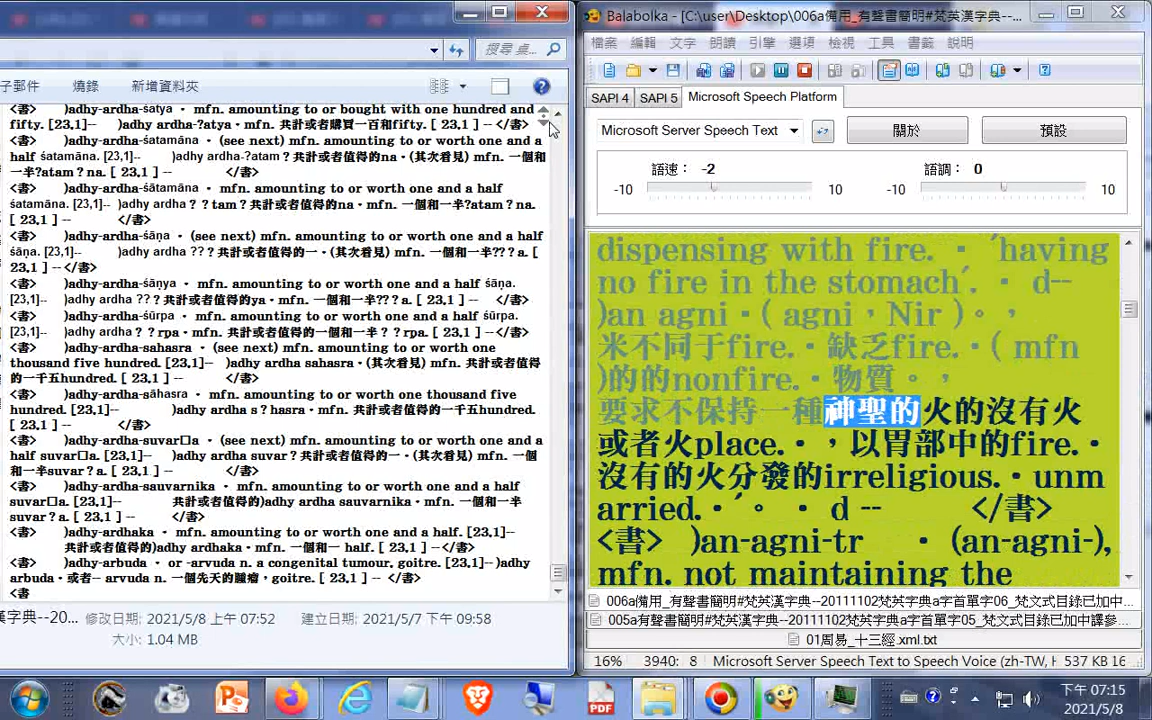 搜尋 桌...
子郵件 燒錄 新增資料夾
<書> )adhy-ardha-śatya・mfn. amounting to or bought with one hundred and
fifty. [23,1]-- )adhy ardha-?atya・mfn. 共計或者購買一百和fifty. [ 23,1 ] --</書>
<書> )adhy-ardha-śatamāna・(see next) mfn. amounting to or worth one and a
half śatamāna. [23,1]-- )adhy ardha-?atam ? 共計或者值得的na・(其次看見) mfn. 一個和
一半?atam ? na. [ 23,1 ] -- </書>
<書> )adhy-ardha-śātamāna・mfn. amounting to or worth one and a half
śatamāna. [23,1]-- )adhy ardha ? ? tam ? 共計或者值得的na・mfn. 一個和一半?atam ? na.
[ 23,1 ] -- </書>
<書> )adhy-ardha-śāṇa・(see next) mfn. amounting to or worth one and a half
śāṇa. [23,1]-- )adhy ardha ??? 共計或者值得的一・(其次看見) mfn. 一個和一半??? a. [
23,1 ] --</書>
<書> )adhy-ardha-śāṇya・mfn. amounting to or worth one and a half śāṇa.
[23,1]-- )adhy ardha ??? 共計或者值得的ya・mfn. 一個和一半??? a. [ 23,1 ] -- </書>
<書> )adhy-ardha-śūrpa・mfn. amounting to or worth one and a half śūrpa.
[23,1]-- )adhy ardha ? ? rpa・mfn. 共計或者值得的一個和一半 ? ? rpa. [ 23,1 ] -- </書>
<書> )adhy-ardha-sahasra・(see next) mfn. amounting to or worth one
thousand five hundred. [23,1]-- )adhy ardha sahasra・(其次看見) mfn. 共計或者值得
的一千五hundred. [ 23,1 ] -- </書>
<書> )adhy-ardha-sāhasra・mfn. amounting to or worth one thousand five
hundred. [23,1]-- )adhy ardha s ? hasra・mfn. 共計或者值得的一千五hundred.
[ 23,1 ] -- </書>
<書> )adhy-ardha-suvar□a・(see next) mfn. amounting to or worth one and a
half suvar□a. [23,1]-- )adhy ardha suvar ? 共計或者值得的一・(其次看見) mfn. 一個
和一半suvar ? a. [ 23,1 ] -- </書>
<書> )adhy-ardha-sauvarnika・mfn. amounting to or worth one and a half
suvar□a. [23,1]-- 共計或者值得的)adhy ardha sauvarnika・mfn. 一個和一半
suvar ? a. [ 23,1 ] -- </書>
<書> )adhy-ardhaka・mfn. amounting to or worth one and a half. [23,1]--
共計或者值得的)adhy ardhaka・mfn. 一個和一 half. [ 23,1 ] --</書>
<書> )adhy-arbuda・or -arvuda n. a congenital tumour, goitre. [23,1]--)adhy
arbuda・或者-- arvuda n. 一個先天的腫瘤，goitre. [ 23,1 ] -- </書>
<書
漢字典--20... 修改日期: 2021/5/8 上午 07:52 建立日期: 2021/5/7 下午 09:58
大小: 1.04 MB
Balabolka - [C:\user\Desktop\006a備用_有聲書簡明#梵英漢字典--...
檔案 編輯 文字 朗讀 引擎 選項 檢視 工具 書籤 說明
SAPI 4 SAPI 5 Microsoft Speech Platform
Microsoft Server Speech Text 關於 預設
語速: -2 語調: 0
-10 10 -10 10
dispensing with fire.・ 'having
no fire in the stomach'.・ d--
)an agni・( agni，Nir )。，
米不同于fire.・缺乏fire.・( mfn
)的的nonfire.・物質。，
要求不保持一種神聖的火的沒有火
或者火place.・，以胃部中的fire.・
沒有的火分發的irreligious.・unm
arried.・'。・d -- </書>
<書> )an-agni-tr ・(an-agni-),
mfn. not maintaining the
006a備用_有聲書簡明#梵英漢字典--20111102梵英漢字典a字首單字06_梵文式目錄已加中...
005a有聲書簡明#梵英漢字典--20111102梵英漢字典a字首單字05_梵文式目錄已加中譯參...
01周易_十三經.xml.txt
16% 3940: 8 Microsoft Server Speech Text to Speech Voice (zh-TW, H 537 KB 16
PDF
下午 07:15
2021/5/8